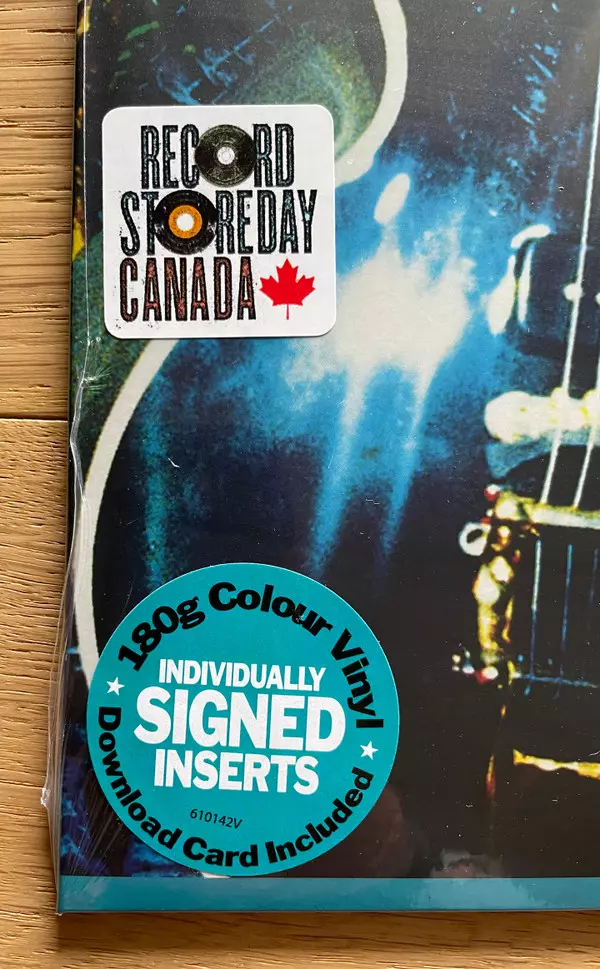 RECORD
STOREDAY
CANADA
180g Colour Vinyl
INDIVIDUALLY
SIGNED
INSERTS
610142V
Download Card Included